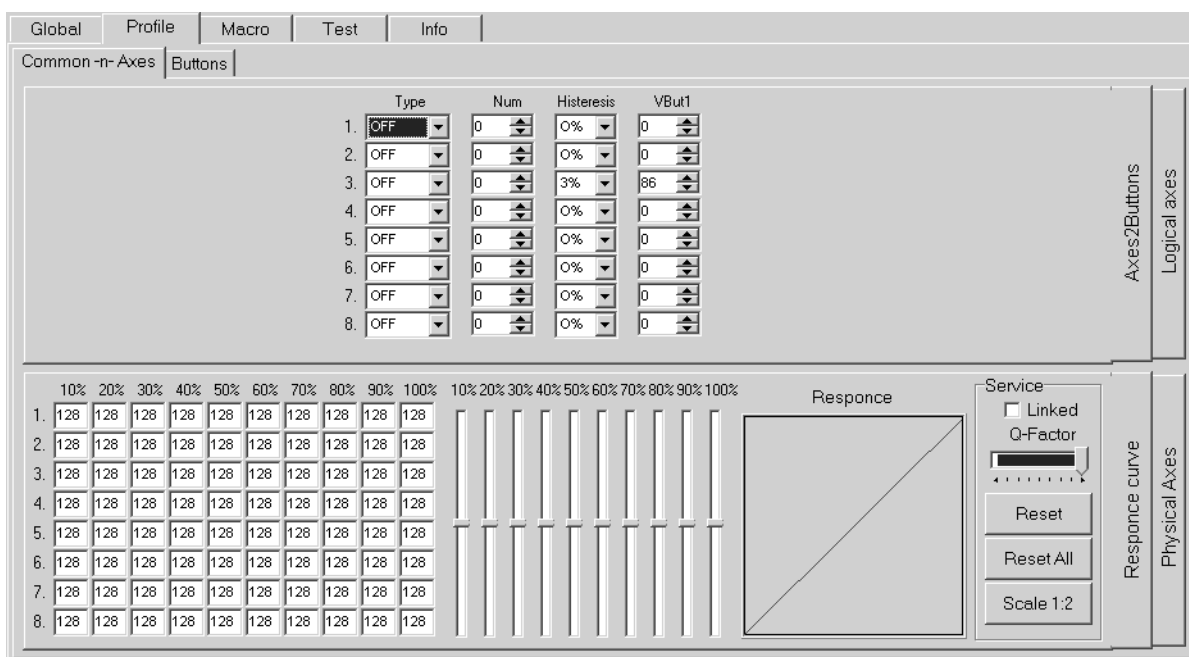 Global Profile Macro Test Info
Common -n- Axes Buttons
Type Num Histeresis VBut1
1. OFF 0 0% 0
2. OFF 0 0% 0
3. OFF 0 3% 86
4. OFF 0 0% 0
5. OFF 0 0% 0
6. OFF 0 0% 0
7. OFF 0 0% 0
8. OFF 0 0% 0
Axes2Buttons
Logical axes
10% 20% 30% 40% 50% 60% 70% 80% 90% 100%
1. 128 128 128 128 128 128 128 128 128 128
2. 128 128 128 128 128 128 128 128 128 128
3. 128 128 128 128 128 128 128 128 128 128
4. 128 128 128 128 128 128 128 128 128 128
5. 128 128 128 128 128 128 128 128 128 128
6. 128 128 128 128 128 128 128 128 128 128
7. 128 128 128 128 128 128 128 128 128 128
8. 128 128 128 128 128 128 128 128 128 128
10% 20% 30% 40% 50% 60% 70% 80% 90% 100%
Responce
Service
Linked
Q-Factor
Reset
Reset All
Scale 1:2
Responce curve
Physical Axes